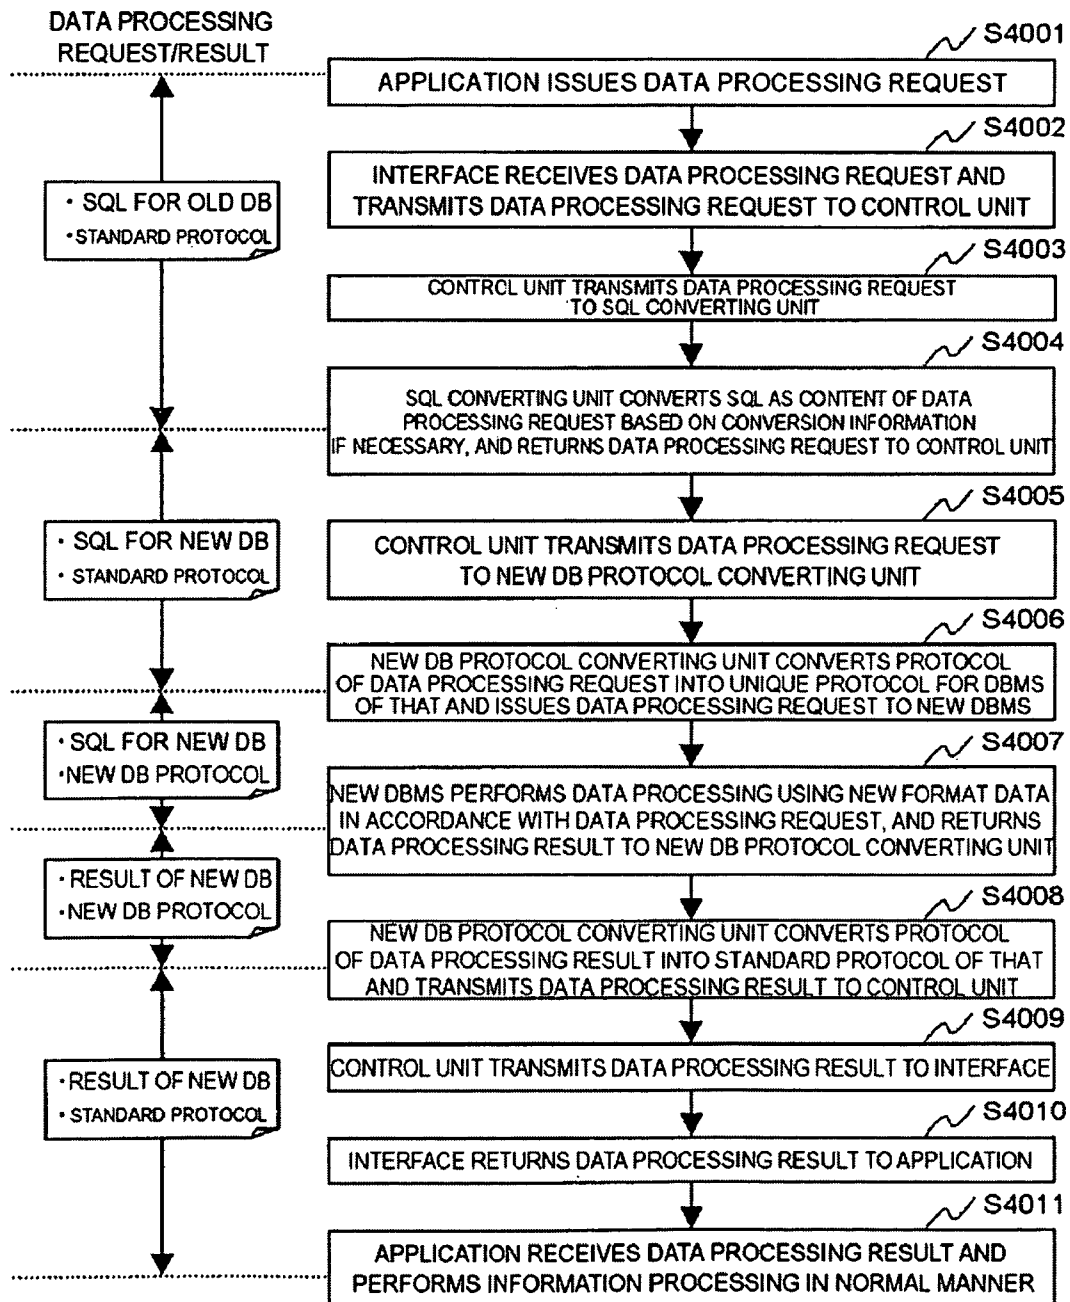 DATA PROCESSING
REQUEST/RESULT
S4001
APPLICATION ISSUES DATA PROCESSING REQUEST
S4002
INTERFACE RECEIVES DATA PROCESSING REQUEST AND
TRANSMITS DATA PROCESSING REQUEST TO CONTROL UNIT
• SQL FOR OLD DB
• STANDARD PROTOCOL
S4003
CONTROL UNIT TRANSMITS DATA PROCESSING REQUEST
TO SQL CONVERTING UNIT
S4004
SQL CONVERTING UNIT CONVERTS SQL AS CONTENT OF DATA
PROCESSING REQUEST BASED ON CONVERSION INFORMATION
IF NECESSARY, AND RETURNS DATA PROCESSING REQUEST TO CONTROL UNIT
S4005
CONTROL UNIT TRANSMITS DATA PROCESSING REQUEST
TO NEW DB PROTOCOL CONVERTING UNIT
• SQL FOR NEW DB
• STANDARD PROTOCOL
S4006
NEW DB PROTOCOL CONVERTING UNIT CONVERTS PROTOCOL
OF DATA PROCESSING REQUEST INTO UNIQUE PROTOCOL FOR DBMS
OF THAT AND ISSUES DATA PROCESSING REQUEST TO NEW DBMS
• SQL FOR NEW DB
• NEW DB PROTOCOL
S4007
NEW DBMS PERFORMS DATA PROCESSING USING NEW FORMAT DATA
IN ACCORDANCE WITH DATA PROCESSING REQUEST, AND RETURNS
DATA PROCESSING RESULT TO NEW DB PROTOCOL CONVERTING UNIT
• RESULT OF NEW DB
• NEW DB PROTOCOL
S4008
NEW DB PROTOCOL CONVERTING UNIT CONVERTS PROTOCOL
OF DATA PROCESSING RESULT INTO STANDARD PROTOCOL OF THAT
AND TRANSMITS DATA PROCESSING RESULT TO CONTROL UNIT
S4009
CONTROL UNIT TRANSMITS DATA PROCESSING RESULT TO INTERFACE
• RESULT OF NEW DB
• STANDARD PROTOCOL
S4010
INTERFACE RETURNS DATA PROCESSING RESULT TO APPLICATION
S4011
APPLICATION RECEIVES DATA PROCESSING RESULT AND
PERFORMS INFORMATION PROCESSING IN NORMAL MANNER